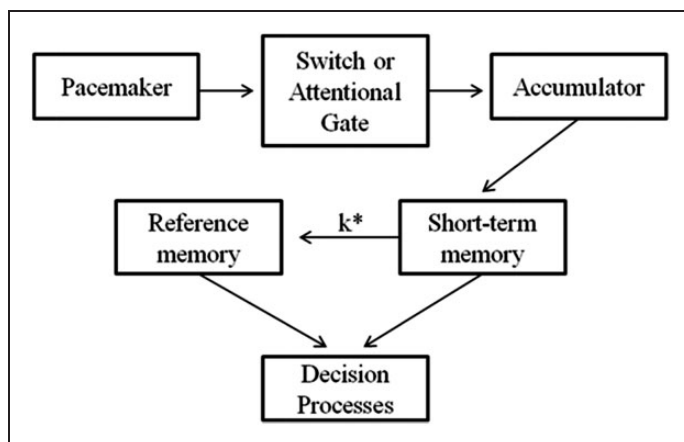 Pacemaker
Switch or
Attentional
Gate
Accumulator
Reference
memory
k*
Short-term
memory
Decision
Processes